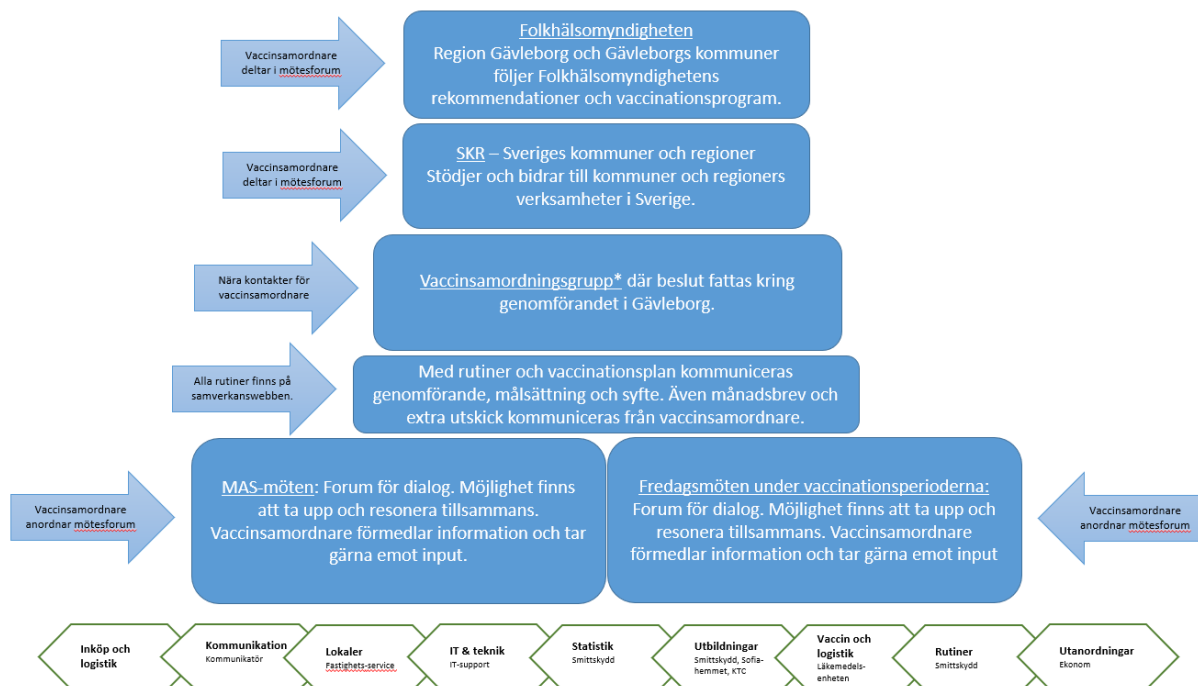 Vaccinsamordnare
deltar i mötesforum
Folkhälsomyndigheten
Region Gävleborg och Gävleborgs kommuner
följer Folkhälsomyndighetens
rekommendationer och vaccinationsprogram.
Vaccinsamordnare
deltar i mötesforum
SKR – Sveriges kommuner och regioner
Stödjer och bidrar till kommuner och regioners
verksamheter i Sverige.
Nära kontakter för
vaccinsamordnare
Vaccinsamordningsgrupp* där beslut fattas kring
genomförandet i Gävleborg.
Alla rutiner finns på
samverkanswebben.
Med rutiner och vaccinationsplan kommuniceras
genomförande, målsättning och syfte. Även månadsbrev och
extra utskick kommuniceras från vaccinsamordnare.
Vaccinsamordnare
anordnar mötesforum
MAS-möten: Forum för dialog. Möjlighet finns
att ta upp och resonera tillsammans.
Vaccinsamordnare förmedlar information och tar
gärna emot input.
Fredagsmöten under vaccinationsperioderna:
Forum för dialog. Möjlighet finns att ta upp och
resonera tillsammans. Vaccinsamordnare
förmedlar information och tar gärna emot input
Vaccinsamordnare
anordnar mötesforum
Inköp och
logistik
Kommunikation
Kommunikatör
Lokaler
Fastighets-service
IT & teknik
IT-support
Statistik
Smittskydd
Utbildningar
Smittskydd, Sofia-
hemmet, KTC
Vaccin och
logistik
Läkemedels-
enheten
Rutiner
Smittskydd
Utanordningar
Ekonom